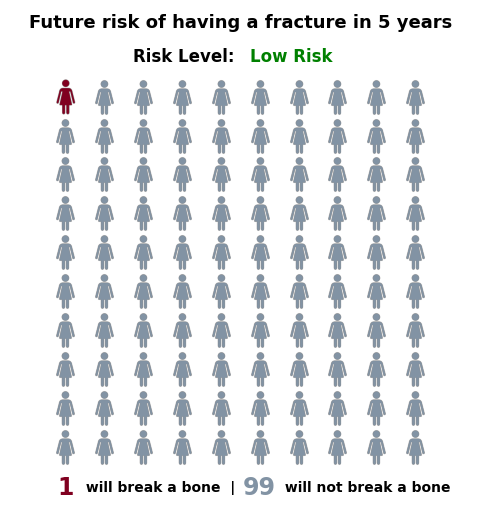 Future risk of having a fracture in 5 years
Risk Level: Low Risk
1 will break a bone | 99 will not break a bone